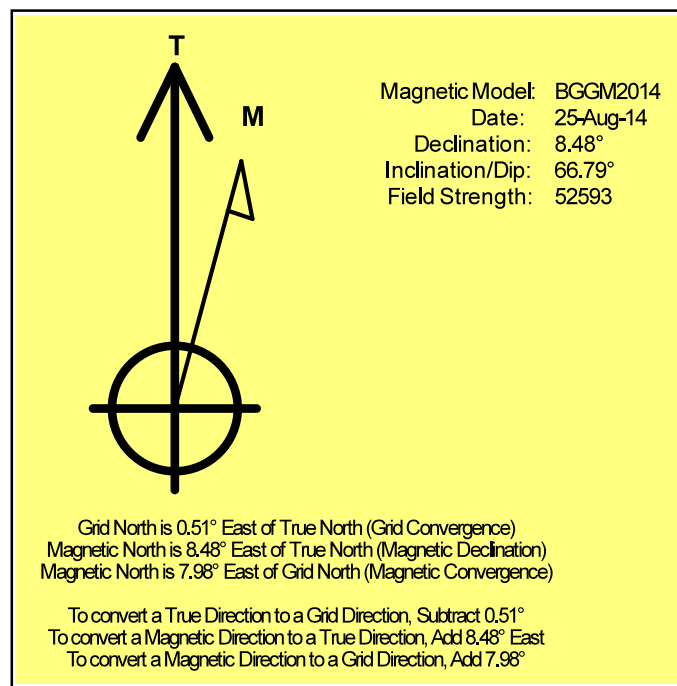 T
M
Magnetic Model: BGGM2014
Date: 25-Aug-14
Declination: 8.48°
Inclination/Dip: 66.79°
Field Strength: 52593
Grid North is 0.51° East of True North (Grid Convergence)
Magnetic North is 8.48° East of True North (Magnetic Declination)
Magnetic North is 7.98° East of Grid North (Magnetic Convergence)
To convert a True Direction to a Grid Direction, Subtract 0.51°
To convert a Magnetic Direction to a True Direction, Add 8.48° East
To convert a Magnetic Direction to a Grid Direction, Add 7.98°